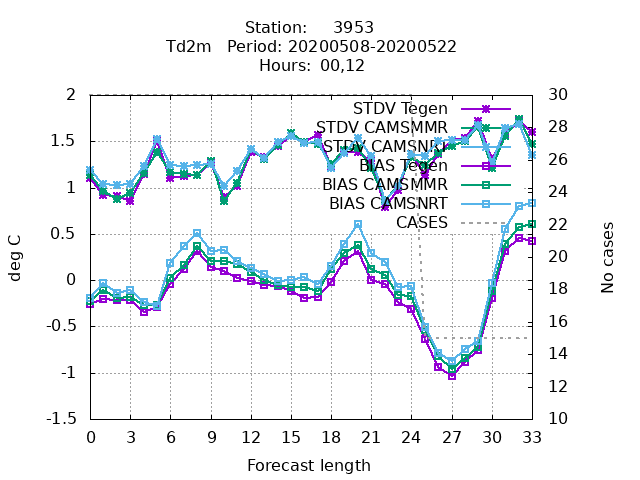 Station: 3953
Td2m Period: 20200508-20200522
Hours: 00,12
2
1.5
1
0.5
0
-0.5
-1
-1.5
deg C
30
28
26
24
22
20
18
16
14
12
10
No cases
STDV Tegen
STDV CAMSMMR
STDV CAMSNRT
BIAS Tegen
BIAS CAMSMMR
BIAS CAMSNRT
CASES
0 3 6 9 12 15 18 21 24 27 30 33
Forecast length